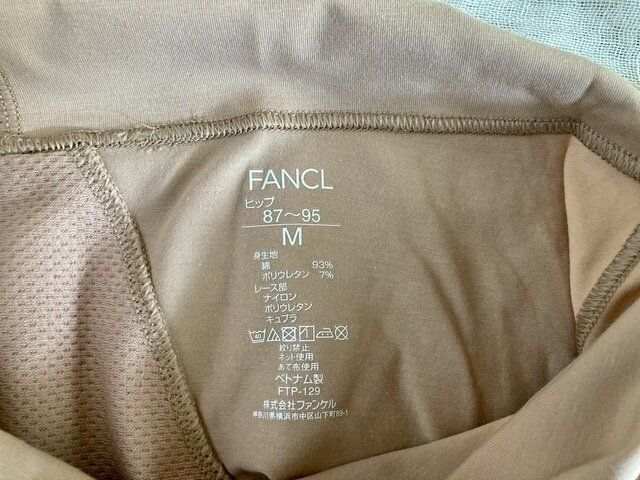 FANCL
ヒップ
87〜95
M
身生地
綿 93%
ポリウレタン 7%
レース部
ナイロン
ポリウレタン
キュプラ
40
絞り禁止
ネット使用
あて布使用
ベトナム製
FTP-129
株式会社ファンケル
神奈川県横浜市中区山下町89-1